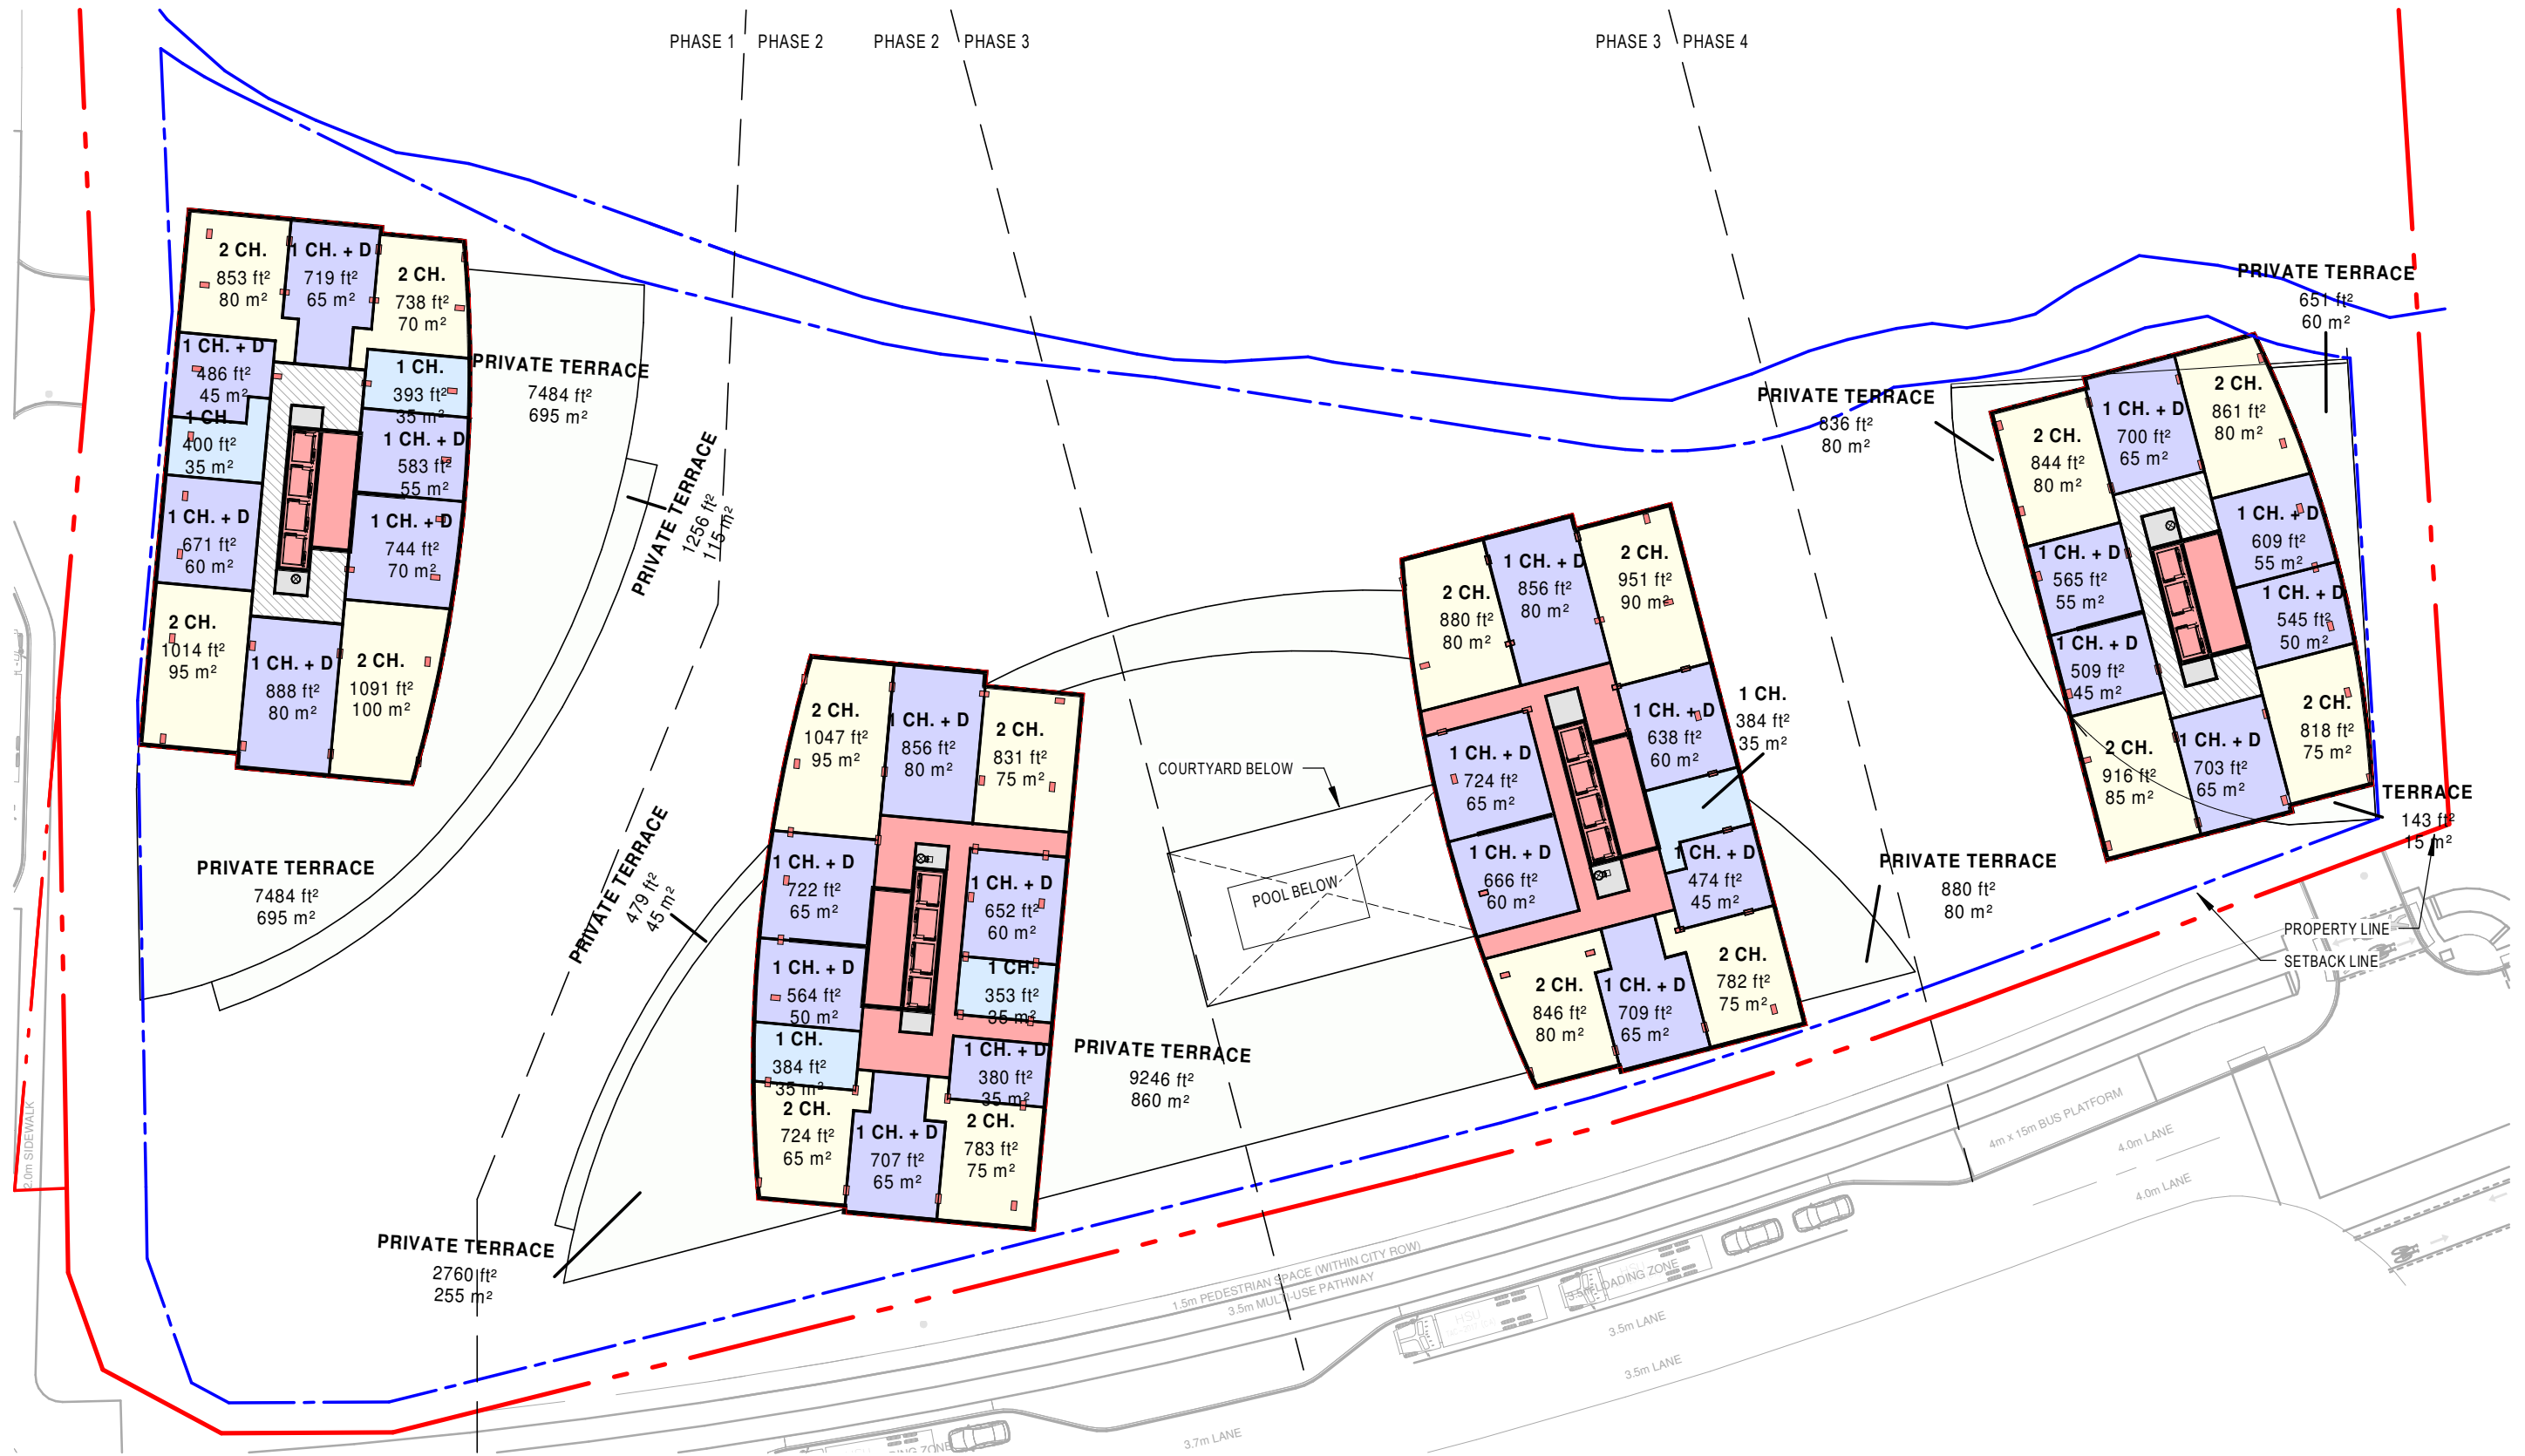 PHASE 1
PHASE 2
PHASE 2
PHASE 3
PHASE 3
PHASE 4
2 CH.
853 ft²
80 m²
1 CH. + D
719 ft²
65 m²
2 CH.
738 ft²
70 m²
1 CH. + D
486 ft²
45 m²
1 CH.
393 ft²
35 m²
1 CH.
400 ft²
35 m²
1 CH. + D
583 ft²
55 m²
1 CH. + D
671 ft²
60 m²
1 CH. + D
744 ft²
70 m²
2 CH.
1014 ft²
95 m²
1 CH. + D
888 ft²
80 m²
2 CH.
1091 ft²
100 m²
PRIVATE TERRACE
7484 ft²
695 m²
PRIVATE TERRACE
1256 ft²
115 m²
PRIVATE TERRACE
7484 ft²
695 m²
PRIVATE TERRACE
479 ft²
45 m²
PRIVATE TERRACE
2760 ft²
255 m²
2 CH.
1047 ft²
95 m²
1 CH. + D
856 ft²
80 m²
2 CH.
831 ft²
75 m²
1 CH. + D
722 ft²
65 m²
1 CH. + D
652 ft²
60 m²
1 CH. + D
564 ft²
50 m²
1 CH.
353 ft²
35 m²
1 CH.
384 ft²
35 m²
1 CH. + D
380 ft²
35 m²
2 CH.
724 ft²
65 m²
1 CH. + D
707 ft²
65 m²
2 CH.
783 ft²
75 m²
PRIVATE TERRACE
9246 ft²
860 m²
COURTYARD BELOW
POOL BELOW
2 CH.
880 ft²
80 m²
1 CH. + D
856 ft²
80 m²
2 CH.
951 ft²
90 m²
1 CH. + D
724 ft²
65 m²
1 CH. + D
638 ft²
60 m²
1 CH.
384 ft²
35 m²
1 CH. + D
666 ft²
60 m²
1 CH. + D
474 ft²
45 m²
2 CH.
846 ft²
80 m²
1 CH. + D
709 ft²
65 m²
2 CH.
782 ft²
75 m²
PRIVATE TERRACE
880 ft²
80 m²
PRIVATE TERRACE
836 ft²
80 m²
PRIVATE TERRACE
651 ft²
60 m²
2 CH.
844 ft²
80 m²
1 CH. + D
700 ft²
65 m²
2 CH.
861 ft²
80 m²
1 CH. + D
565 ft²
55 m²
1 CH. + D
609 ft²
55 m²
1 CH. + D
509 ft²
45 m²
1 CH. + D
545 ft²
50 m²
2 CH.
916 ft²
85 m²
1 CH. + D
703 ft²
65 m²
2 CH.
818 ft²
75 m²
TERRACE
143 ft²
15 m²
PROPERTY LINE
SETBACK LINE
2.0m SIDEWALK
1.5m PEDESTRIAN SPACE (WITHIN CITY ROW)
3.5m MULTI-USE PATHWAY
3.5m LOADING ZONE
4m x 15m BUS PLATFORM
4.0m LANE
4.0m LANE
3.5m LANE
3.5m LANE
3.7m LANE
ZONE
HSU